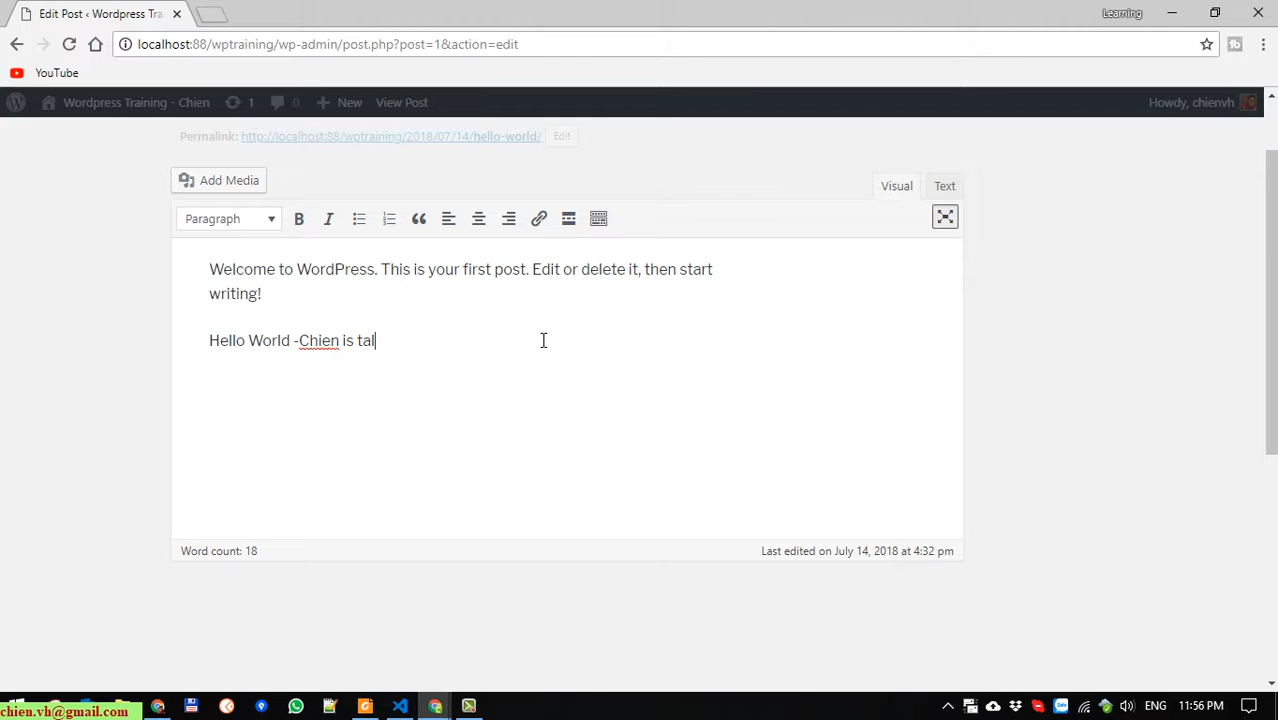 Edit Post ‹ Wordpress Trai
Learning
localhost:88/wptraining/wp-admin/post.php?post=1&action=edit
YouTube
Wordpress Training - Chien 1 0 New View Post Howdy, chienvh
Permalink: http://localhost:88/wptraining/2018/07/14/hello-world/ Edit
Add Media
Visual Text
Paragraph
Welcome to WordPress. This is your first post. Edit or delete it, then start
writing!
Hello World -Chien is tal
Word count: 18 Last edited on July 14, 2018 at 4:32 pm
chien.vh@gmail.com
ENG 11:56 PM